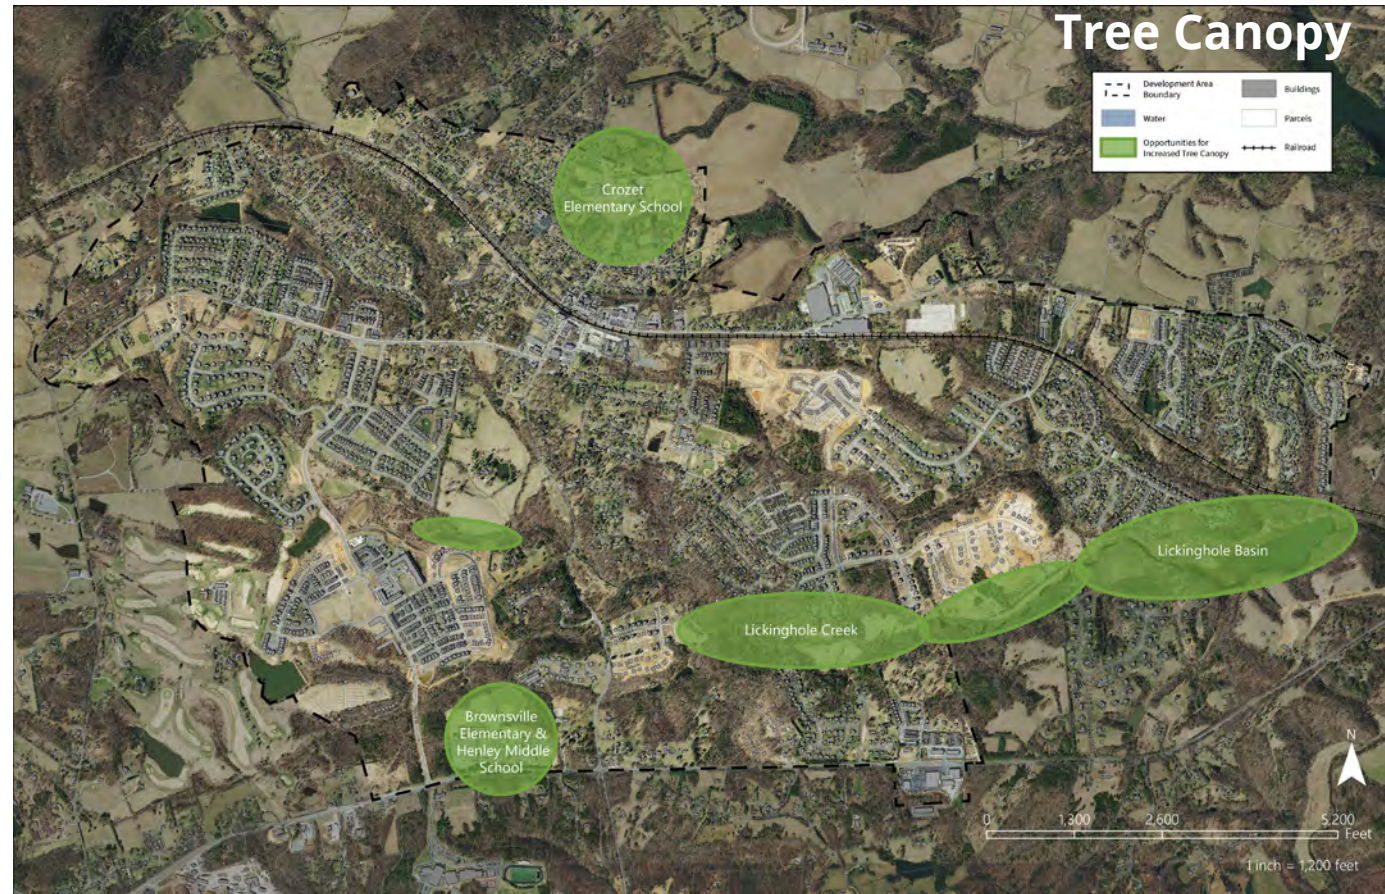 Tree Canopy
Development Area
Boundary
Water
Opportunities for
Increased Tree Canopy
Buildings
Parcels
Railroad
Crozet
Elementary School
Lickinghole Basin
Lickinghole Creek
Brownsville
Elementary &
Henley Middle
School
N
0 1,300 2,600 5,200
Feet
1 inch = 1,200 feet